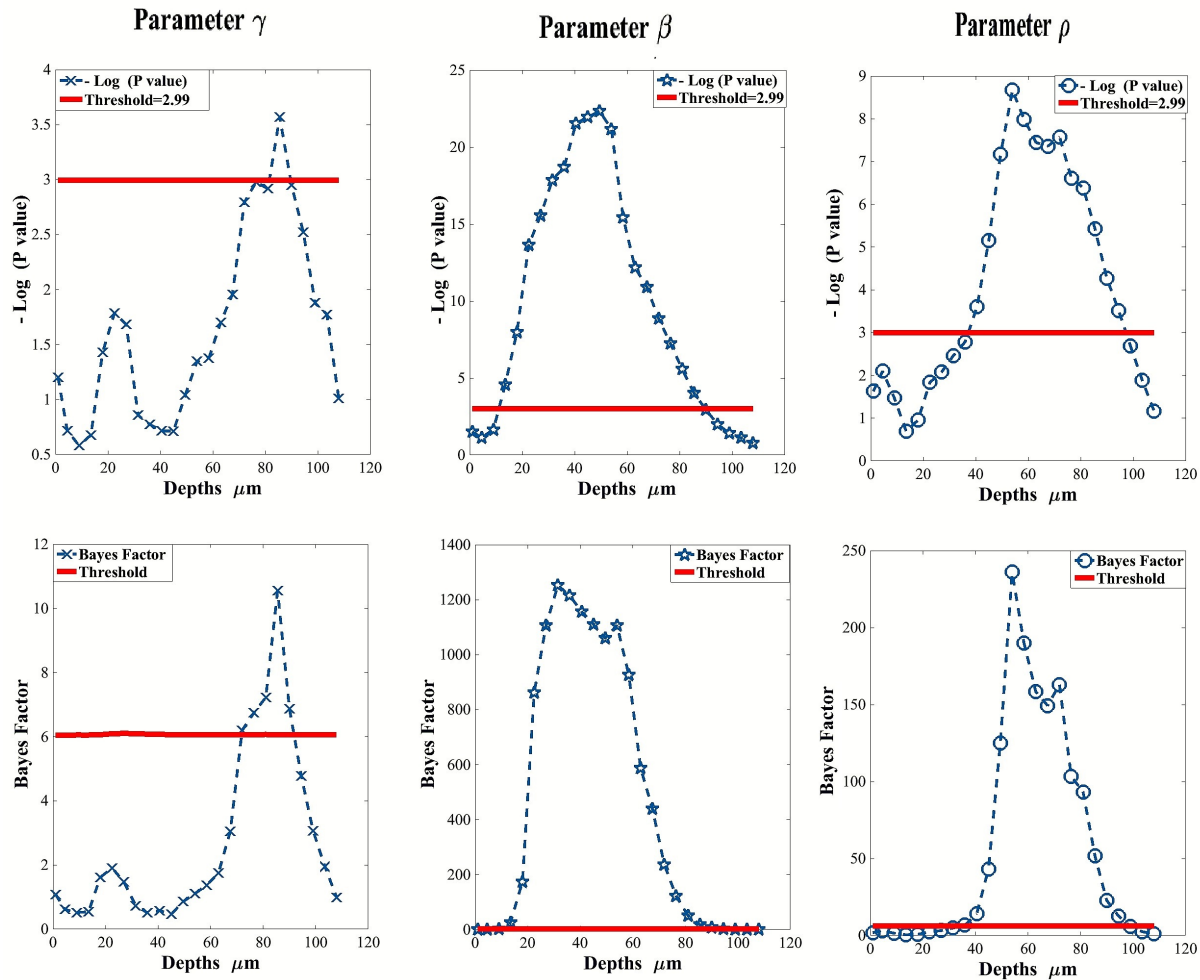 Parameter γ
Parameter β
Parameter ρ
- Log (P value)
Threshold=2.99
4
3.5
3
2.5
2
1.5
1
0.5
- Log (P value)
0 20 40 60 80 100 120
Depths μm
- Log (P value)
Threshold=2.99
25
20
15
10
5
0
- Log (P value)
0 20 40 60 80 100 120
Depths μm
- Log (P value)
Threshold=2.99
9
8
7
6
5
4
3
2
1
0
- Log (P value)
0 20 40 60 80 100 120
Depths μm
Bayes Factor
Threshold
12
10
8
6
4
2
0
Bayes Factor
0 20 40 60 80 100 120
Depths μm
Bayes Factor
Threshold
1400
1200
1000
800
600
400
200
0
Bayes Factor
0 20 40 60 80 100 120
Depths μm
Bayes Factor
Threshold
250
200
150
100
50
0
Bayes Factor
0 20 40 60 80 100 120
Depths μm